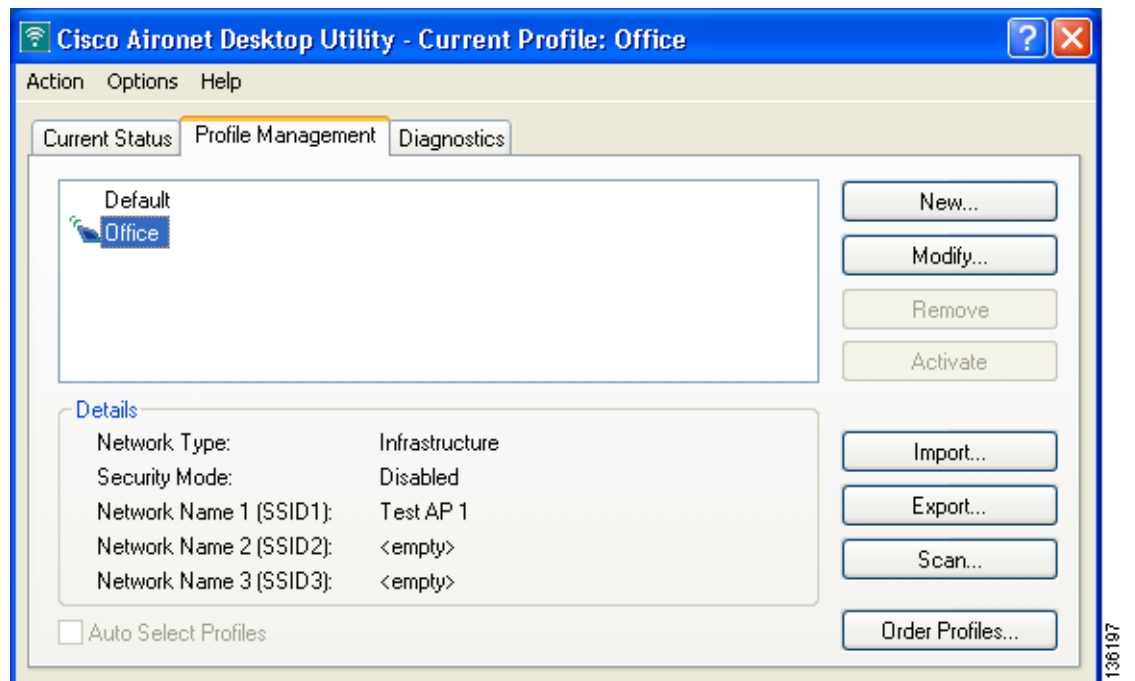 Cisco Aironet Desktop Utility - Current Profile: Office
Action Options Help
Current Status Profile Management Diagnostics
Default
Office
New...
Modify...
Remove
Activate
Details
Network Type: Infrastructure
Security Mode: Disabled
Network Name 1 (SSID1): Test AP 1
Network Name 2 (SSID2): <empty>
Network Name 3 (SSID3): <empty>
Import...
Export...
Scan...
Auto Select Profiles
Order Profiles...
136197